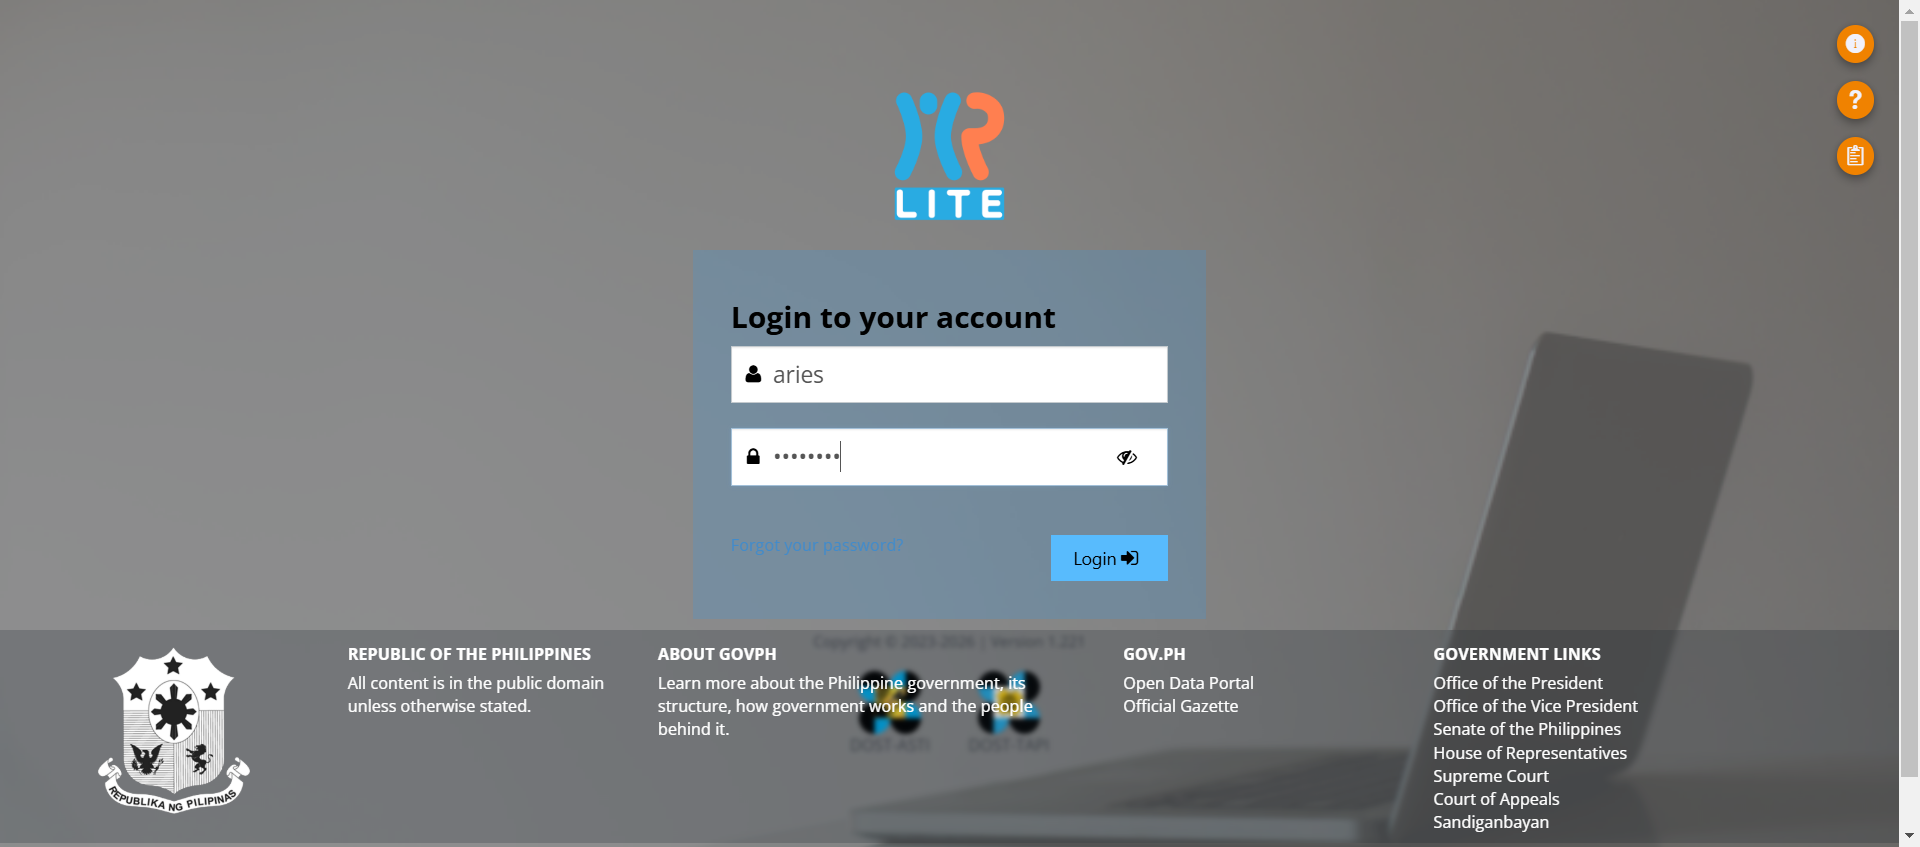 LITE
Login to your account
aries
••••••••
Forgot your password?
Login
Copyright © 2023-2026 | Version 1.221
REPUBLIC OF THE PHILIPPINES
All content is in the public domain
unless otherwise stated.
ABOUT GOVPH
Learn more about the Philippine government, its
structure, how government works and the people
behind it.
DOST-ASTI
DOST-TAPI
GOV.PH
Open Data Portal
Official Gazette
GOVERNMENT LINKS
Office of the President
Office of the Vice President
Senate of the Philippines
House of Representatives
Supreme Court
Court of Appeals
Sandiganbayan
REPUBLIKA NG PILIPINAS